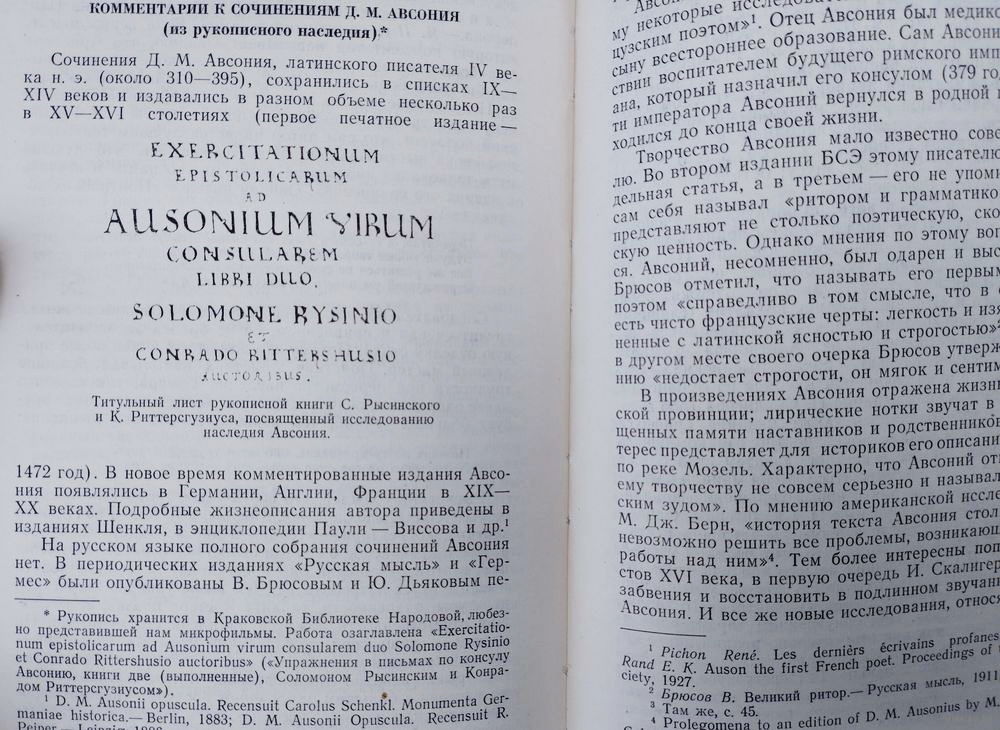 КОММЕНТАРИИ К СОЧИНЕНИЯМ Д. М. АВСОНИЯ
(из рукописного наследия)*
Сочинения Д. М. Авсония, латинского писателя IV ве-
ка н. э. (около 310—395), сохранились в списках IX—
XIV веков и издавались в разном объеме несколько раз
в XV—XVI столетиях (первое печатное издание —
EXERCITATIONUM
EPISTOLICARUM
AD
AUSONIUM VIRUM
CONSULAREM
LIBRI DUO.
SOLOMONE RYSINIO
ET
CONRADO RITTERSHUSIO
AUCTORIBUS.
Титульный лист рукописной книги С. Рысинского
и К. Риттерсгузиуса, посвященный исследованию
наследия Авсония.
1472 год). В новое время комментированные издания Авсо-
ния появлялись в Германии, Англии, Франции в XIX—
XX веках. Подробные жизнеописания автора приведены в
изданиях Шенкля, в энциклопедии Паули — Виссова и др.¹
На русском языке полного собрания сочинений Авсония
нет. В периодических изданиях «Русская мысль» и «Гер-
мес» были опубликованы В. Брюсовым и Ю. Дьяковым пе-
* Рукопись хранится в Краковской Библиотеке Народовой, любез-
но представившей нам микрофильмы. Работа озаглавлена «Exercitatio-
num epistolicarum ad Ausonium virum consularem duo Solomone Rysinio
et Conrado Rittershusio auctoribus» («Упражнения в письмах по консулу
Авсонию, книги две (выполненные), Соломоном Рысинским и Конра-
дом Риттерсгузиусом»).
¹ D. M. Ausonii opuscula. Recensuit Carolus Schenkl. Monumenta Ger-
maniae historica.— Berlin, 1883; D. M. Ausonii Opuscula. Recensuit R.
Peiper — Leipzig,
му некоторые
цузским поэтом»¹. Отец Авсония был медико
сыну всестороннее образование. Сам Авсони
ствии воспитателем будущего римского имп
ана, который назначил его консулом (379 го
ти императора Авсоний вернулся в родной
ходился до конца своей жизни.
Творчество Авсония мало известно сове
лю. Во втором издании БСЭ этому писателю
дельная статья, а в третьем — его не упоми
сам себя называл «ритором и грамматико
представляют не столько поэтическую, ско
скую ценность. Однако мнения по этому воп
ся. Авсоний, несомненно, был одарен и выс
Брюсов отметил, что называть его первым
поэтом «справедливо в том смысле, что в
есть чисто французские черты: легкость и изя
ненные с латинской ясностью и строгостью»²
в другом месте своего очерка Брюсов утверж
нию «недостает строгости, он мягок и сентим
В произведениях Авсония отражена жизн
ской провинции; лирические нотки звучат в
щенных памяти наставников и родственников
терес представляет для историков его описани
по реке Мозель. Характерно, что Авсоний отн
ему творчеству не совсем серьезно и называл
ским зудом». По мнению американской иссле
М. Дж. Берн, «история текста Авсония стол
невозможно решить все проблемы, возникающ
работы над ним»⁴. Тем более интересны поп
стов XVI века, в первую очередь И. Скалигер
забвения и восстановить в подлинном звучани
Авсония. И все же новые исследования, относя
¹ Pichon René. Les derniėrs écrivains profanes
Rand E. K. Auson the first French poet. Proceedings of
ciety, 1927.
² Брюсов В. Великий ритор.— Русская мысль, 1911
³ Там же, с. 45.
⁴ Prolegomena to an edition of D. M. Ausonius by M.